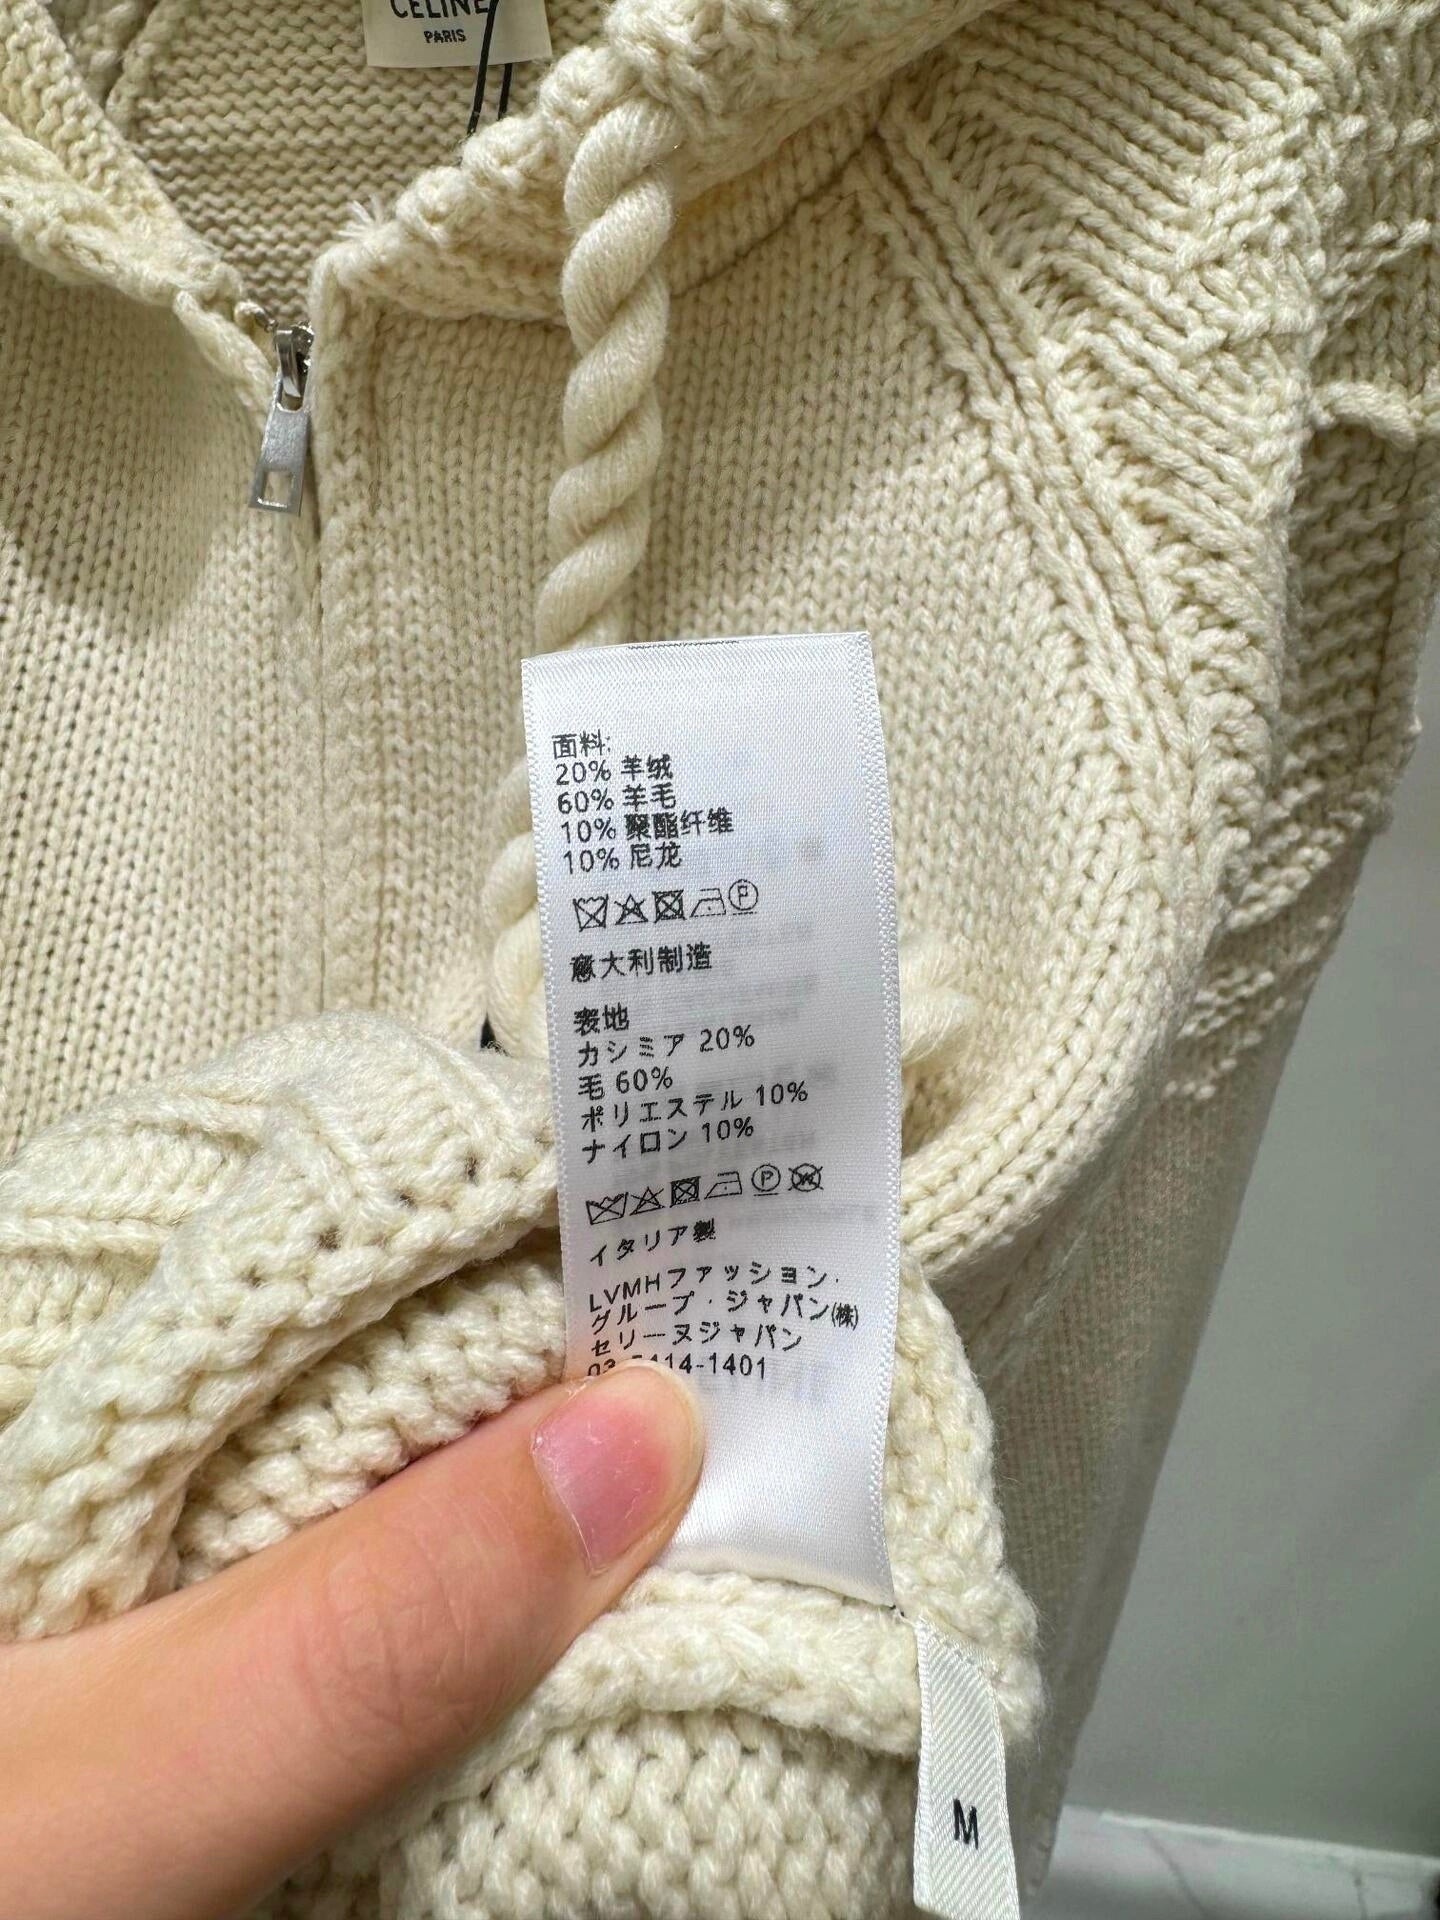 CELINE
PARIS
面料:
20% 羊绒
60% 羊毛
10% 聚酯纤维
10% 尼龙
P
意大利制造
表地
カシミア 20%
毛 60%
ポリエステル 10%
ナイロン 10%
P W
イタリア製
LVMHファッション・
グループ・ジャパン(株)
セリーヌジャパン
03-5414-1401
M